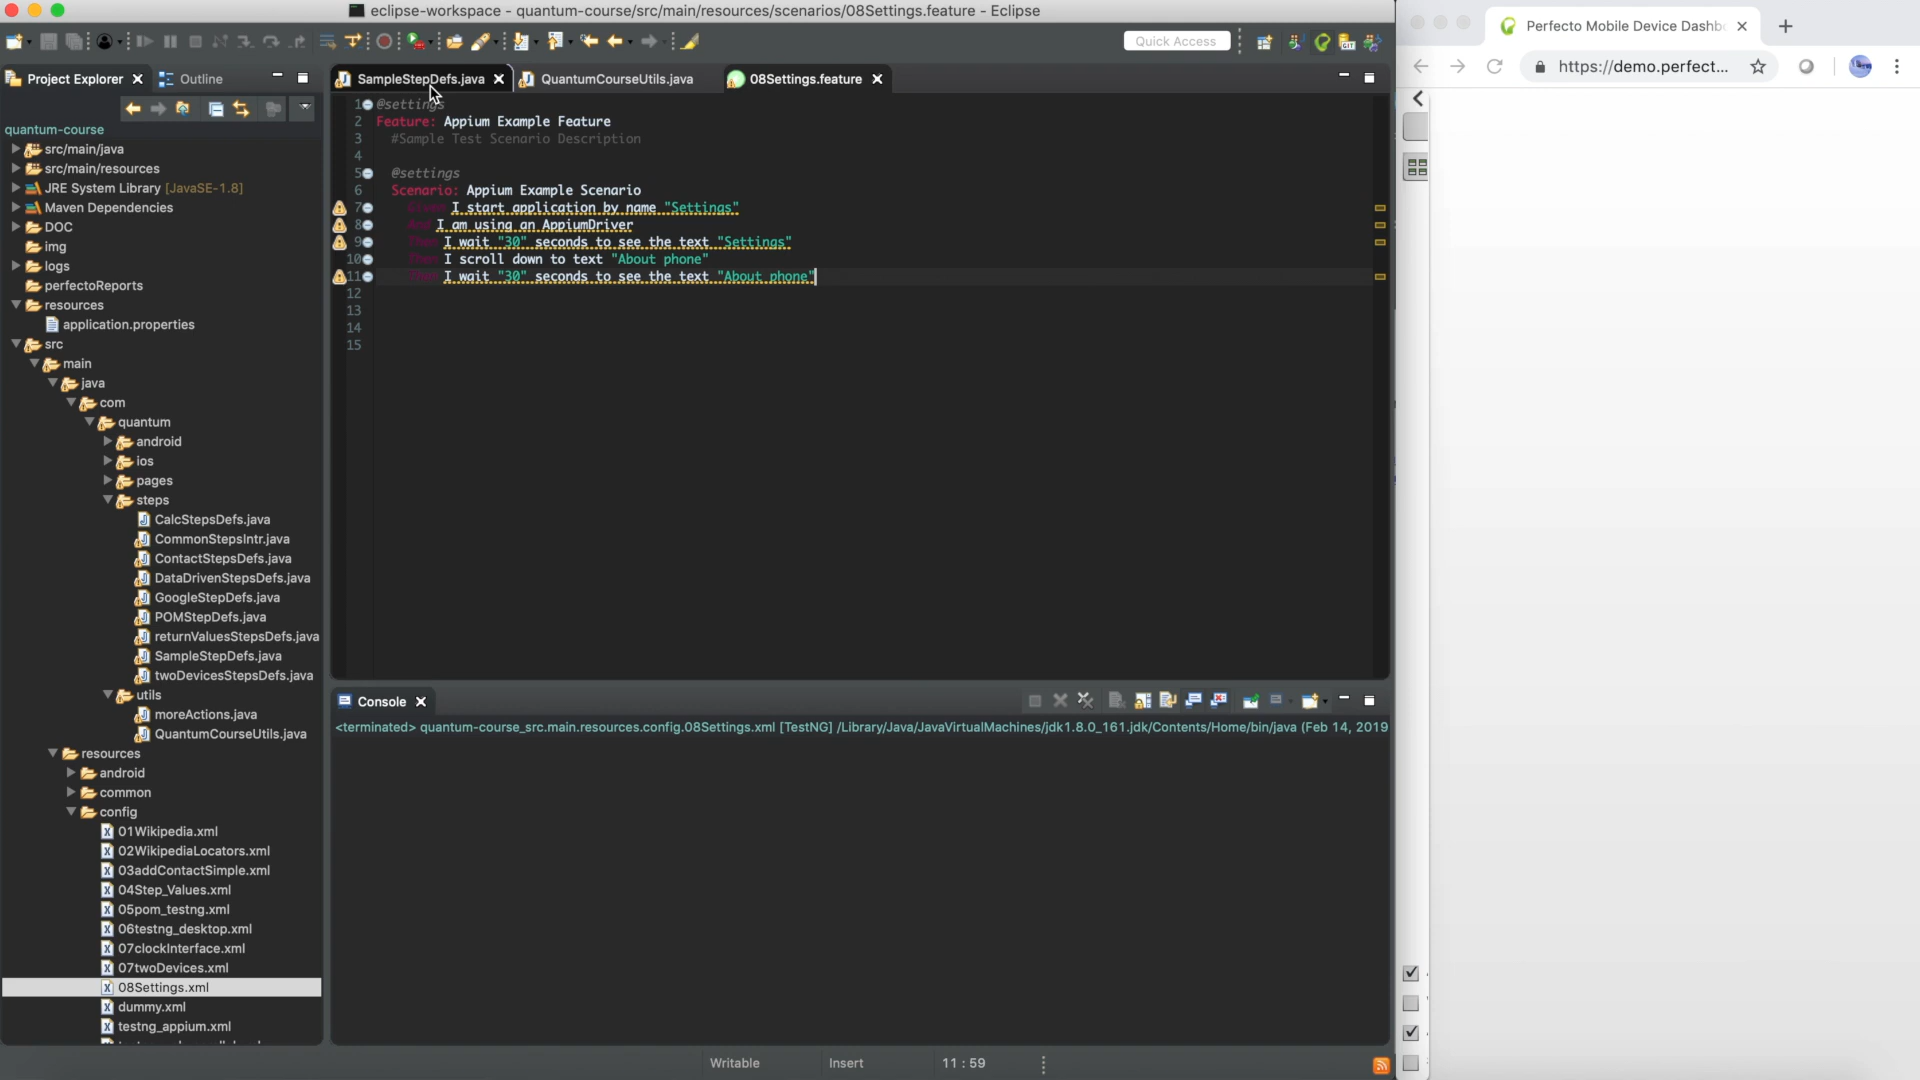 eclipse-workspace - quantum-course/src/main/resources/scenarios/08Settings.feature - Eclipse
Quick Access
Project Explorer
Outline
quantum-course
src/main/java
src/main/resources
JRE System Library [JavaSE-1.8]
Maven Dependencies
DOC
img
logs
perfectoReports
resources
application.properties
src
main
java
com
quantum
android
ios
pages
steps
CalcStepsDefs.java
CommonStepsIntr.java
ContactStepsDefs.java
DataDrivenStepsDefs.java
GoogleStepDefs.java
POMStepDefs.java
returnValuesStepsDefs.java
SampleStepDefs.java
twoDevicesStepsDefs.java
utils
moreActions.java
QuantumCourseUtils.java
resources
android
common
config
01Wikipedia.xml
02WikipediaLocators.xml
03addContactSimple.xml
04Step_Values.xml
05pom_testng.xml
06testng_desktop.xml
07clockInterface.xml
07twoDevices.xml
08Settings.xml
dummy.xml
testng_appium.xml
SampleStepDefs.java
QuantumCourseUtils.java
08Settings.feature
1 @settings
2 Feature: Appium Example Feature
3 #Sample Test Scenario Description
4
5 @settings
6 Scenario: Appium Example Scenario
7 Given I start application by name "Settings"
8 And I am using an AppiumDriver
9 Then I wait "30" seconds to see the text "Settings"
10 Then I scroll down to text "About phone"
11 Then I wait "30" seconds to see the text "About phone"
12
13
14
15
Console
<terminated> quantum-course_src.main.resources.config.08Settings.xml [TestNG] /Library/Java/JavaVirtualMachines/jdk1.8.0_161.jdk/Contents/Home/bin/java (Feb 14, 2019
Writable
Insert
11 : 59
Perfecto Mobile Device Dashb
https://demo.perfect...